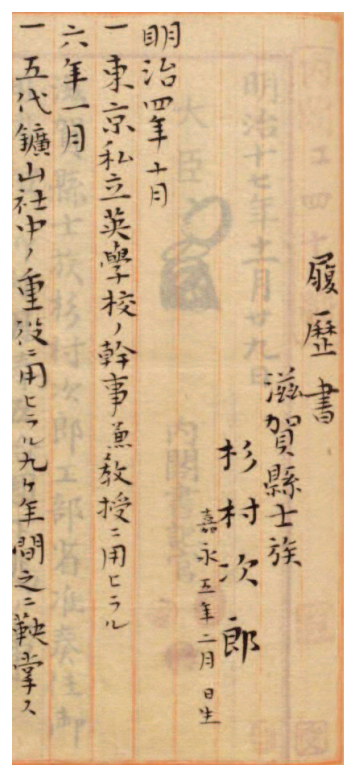 履歴書
滋賀縣士族
杉村次郎
嘉永五年二月 日生
明治四年十月
一東京私立英學校ノ幹事兼教授ニ用ヒラル
六年一月
一五代鑛山社中ノ重役ニ用ヒラル九ケ年間之ニ鞅掌ス